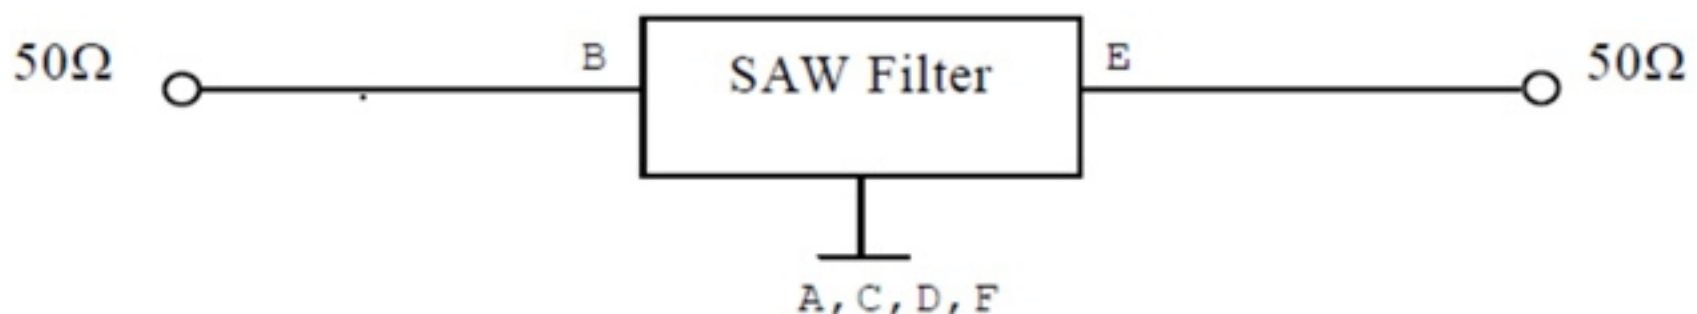 50Ω B SAW Filter E 50Ω
A, C, D, F